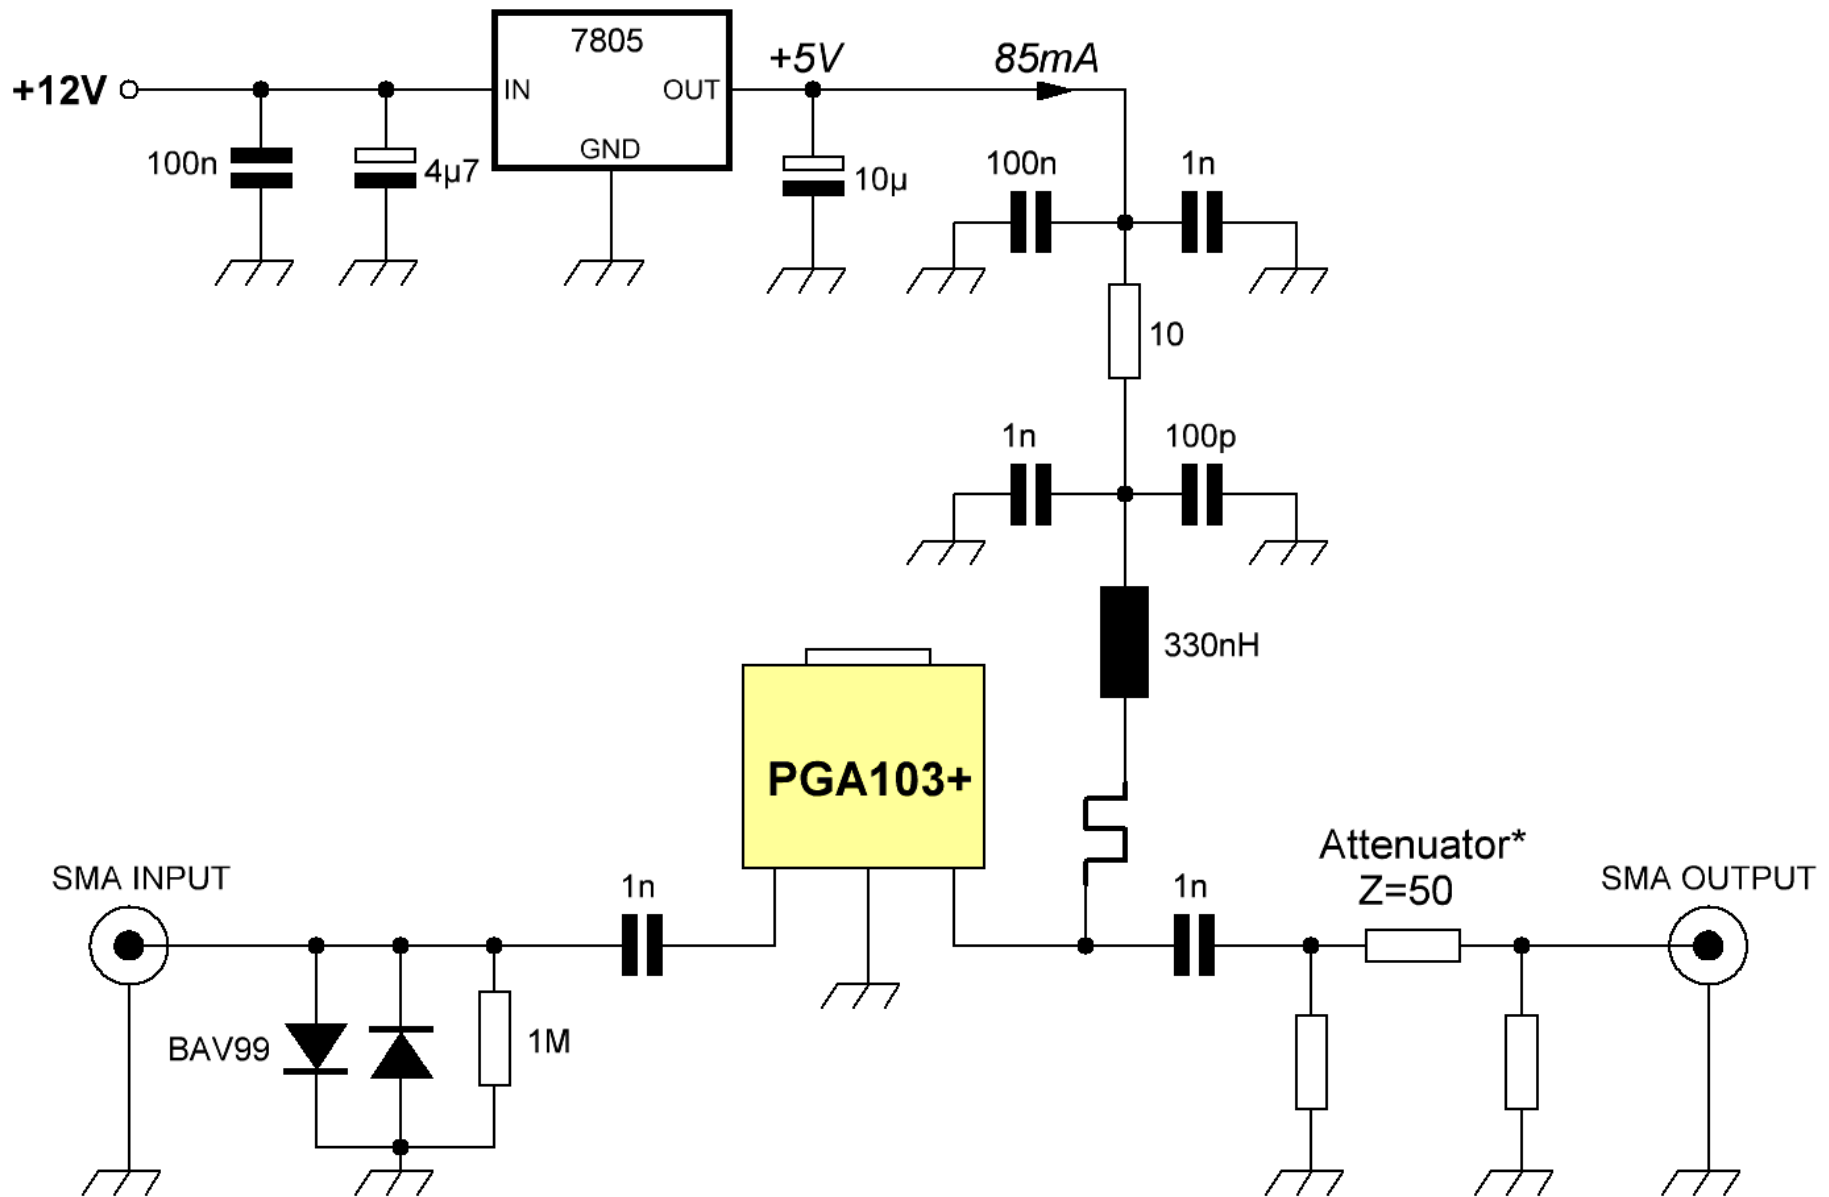 7805
+5V
85mA
+12V
IN
OUT
GND
100n
4µ7
10µ
100n
1n
10
1n
100p
330nH
PGA103+
Attenuator*
Z=50
SMA INPUT
1n
1n
SMA OUTPUT
BAV99
1M